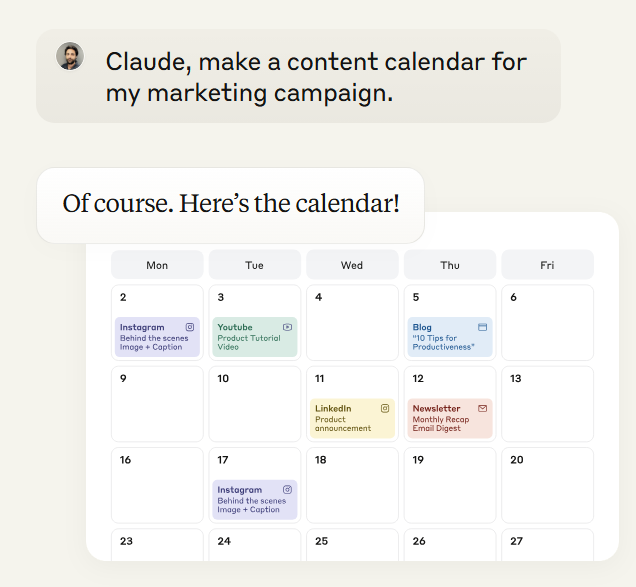 Claude, make a content calendar for
my marketing campaign.
Of course. Here’s the calendar!
Mon Tue Wed Thu Fri
2 3 4 5 6
Instagram
Behind the scenes
Image + Caption
Youtube
Product Tutorial
Video
Blog
"10 Tips for
Productiveness"
9 10 11 12 13
LinkedIn
Product
announcement
Newsletter
Monthly Recap
Email Digest
16 17 18 19 20
Instagram
Behind the scenes
Image + Caption
23 24 25 26 27